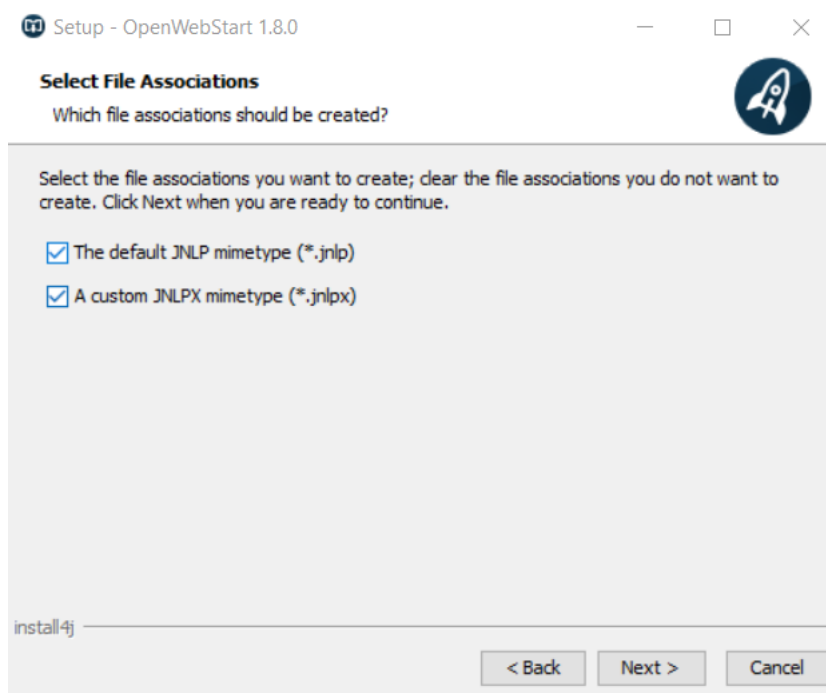 Setup - OpenWebStart 1.8.0
Select File Associations
Which file associations should be created?
Select the file associations you want to create; clear the file associations you do not want to
create. Click Next when you are ready to continue.
The default JNLP mimetype (*.jnlp)
A custom JNLPX mimetype (*.jnlpx)
install4j
< Back
Next >
Cancel